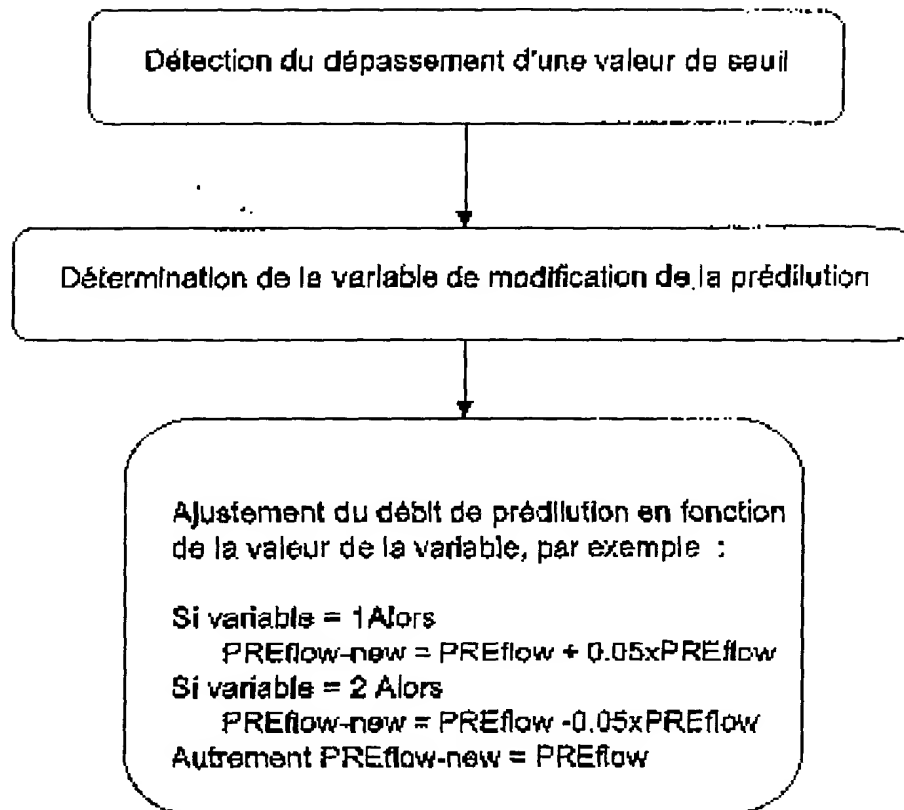 Détection du dépassement d'une valeur de seuil
Détermination de la variable de modification de la prédilution
Ajustement du débit de prédilution en fonction
de la valeur de la variable, par exemple :
Si variable = 1Alors
PREflow-new = PREflow + 0.05xPREflow
Si variable = 2 Alors
PREflow-new = PREflow -0.05xPREflow
Autrement PREflow-new = PREflow